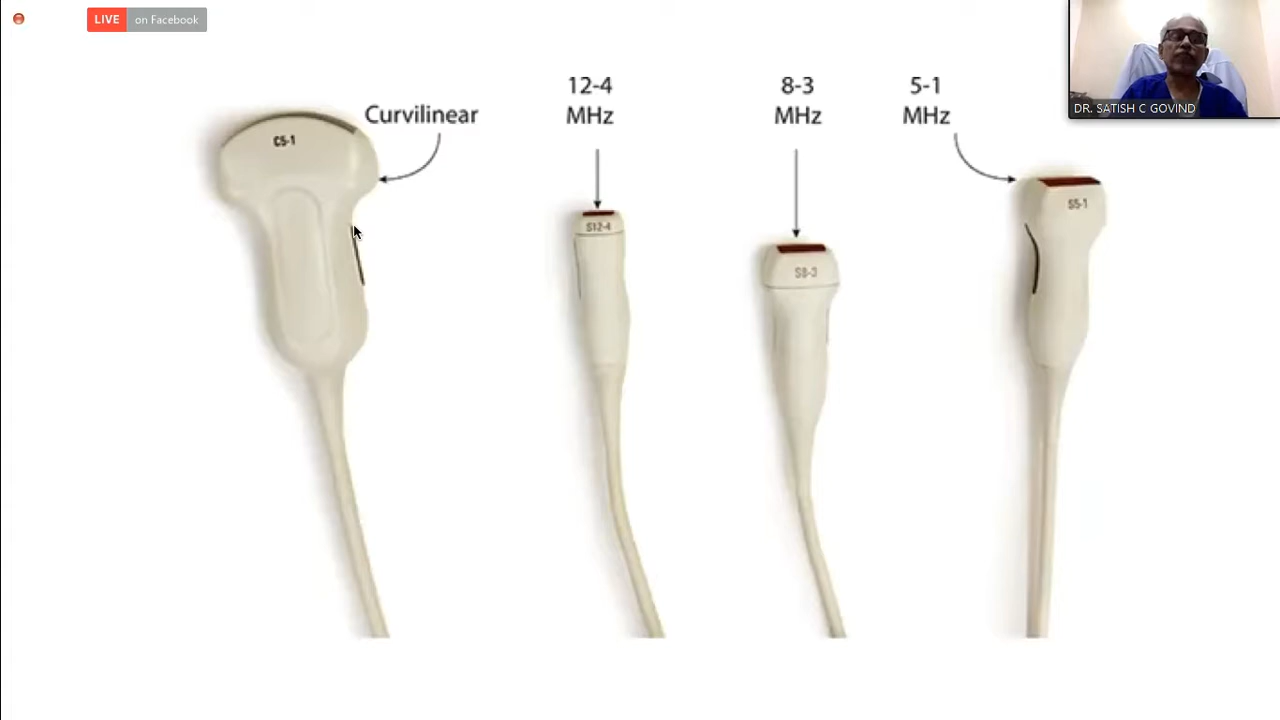 LIVE on Facebook
DR. SATISH C GOVIND
Curvilinear
12-4
MHz
8-3
MHz
5-1
MHz
C5-1
S12-4
S8-3
S5-1